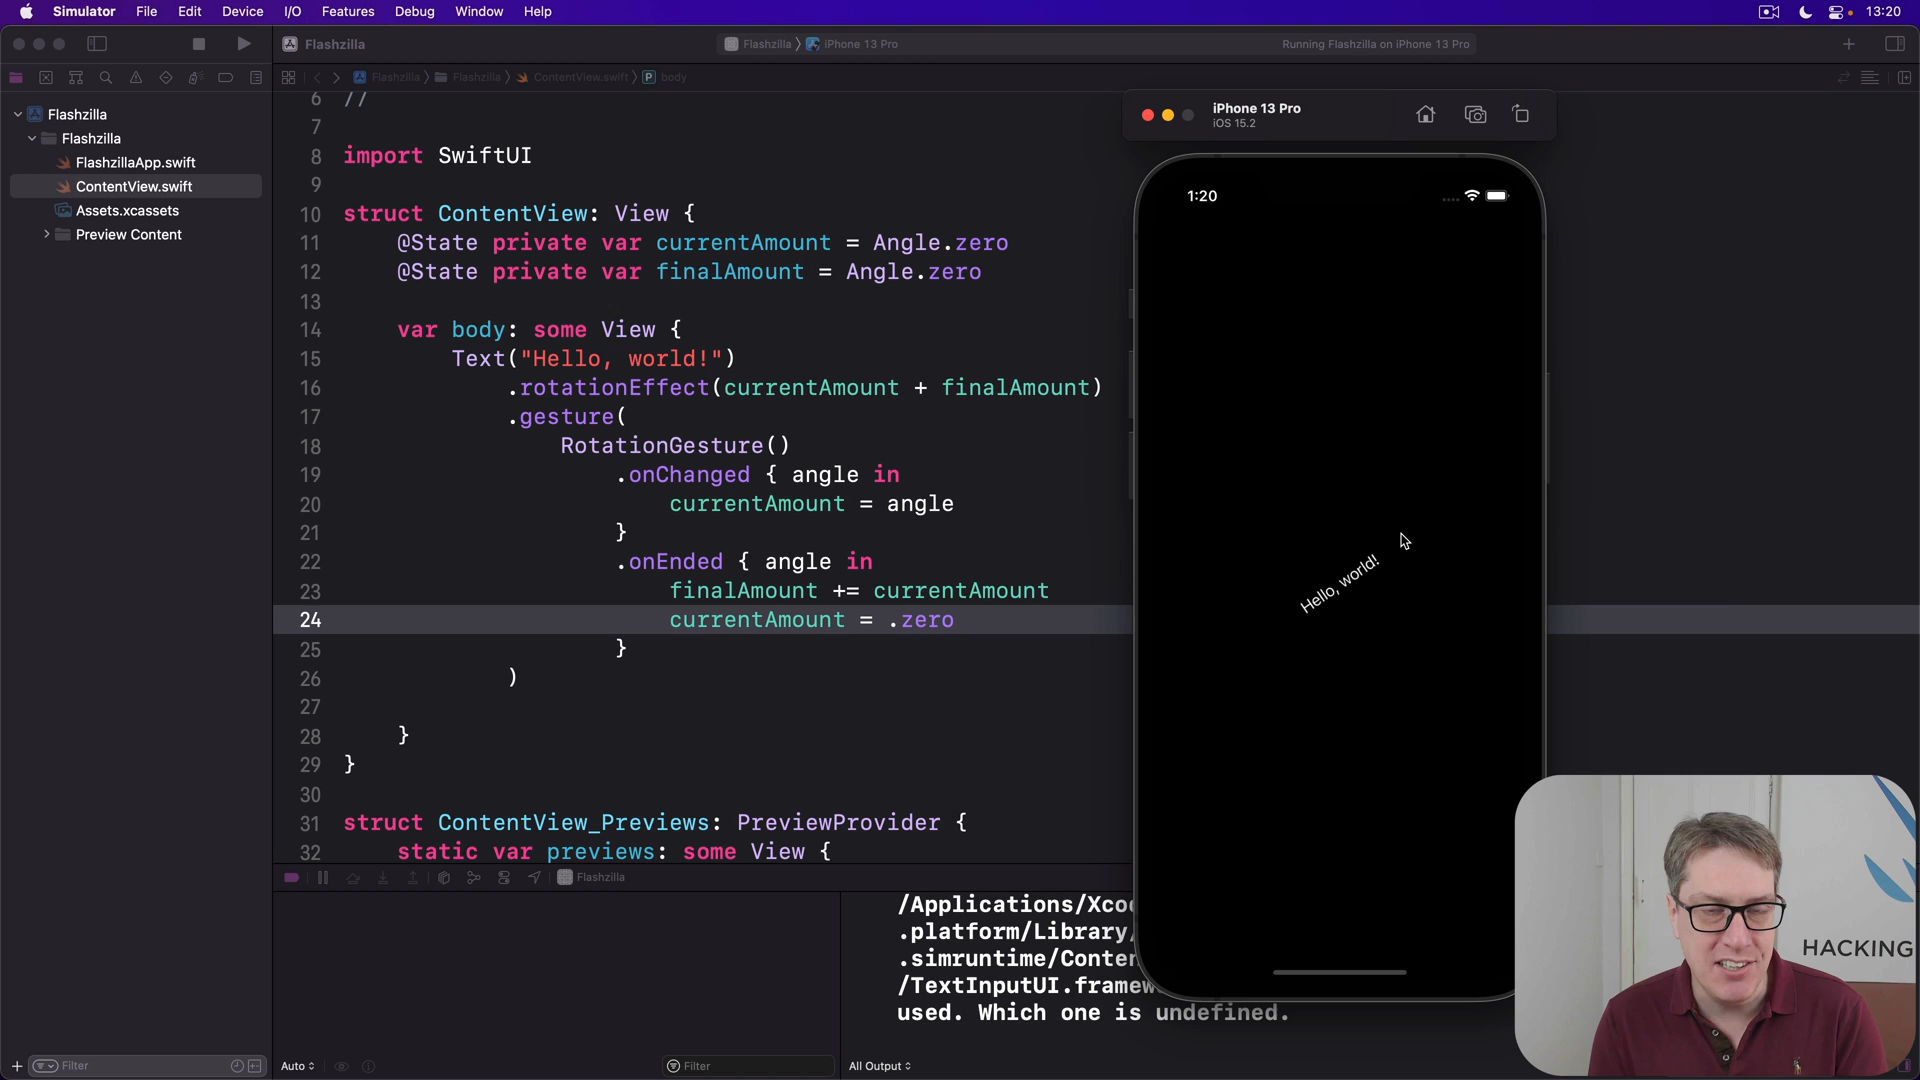 Simulator File Edit View Device I/O Features Debug Window Help 13:20
Flashzilla
Flashzilla
iPhone 13 Pro
Running Flashzilla on iPhone 13 Pro
Flashzilla
Flashzilla
ContentView.swift
body
Flashzilla
Flashzilla
FlashzillaApp.swift
ContentView.swift
Assets.xcassets
Preview Content
6 //
7
8 import SwiftUI
9
10 struct ContentView: View {
11 @State private var currentAmount = Angle.zero
12 @State private var finalAmount = Angle.zero
13
14 var body: some View {
15 Text("Hello, world!")
16 .rotationEffect(currentAmount + finalAmount)
17 .gesture(
18 RotationGesture()
19 .onChanged { angle in
20 currentAmount = angle
21 }
22 .onEnded { angle in
23 finalAmount += currentAmount
24 currentAmount = .zero
25 }
26 )
27
28 }
29 }
30
31 struct ContentView_Previews: PreviewProvider {
32 static var previews: some View {
iPhone 13 Pro
iOS 15.2
1:20
Hello, world!
Flashzilla
/Applications/Xcod
.platform/Library/
.simruntime/Conten
/TextInputUI.framew
used. Which one is undefined.
HACKING
Filter
Auto
Filter
All Output